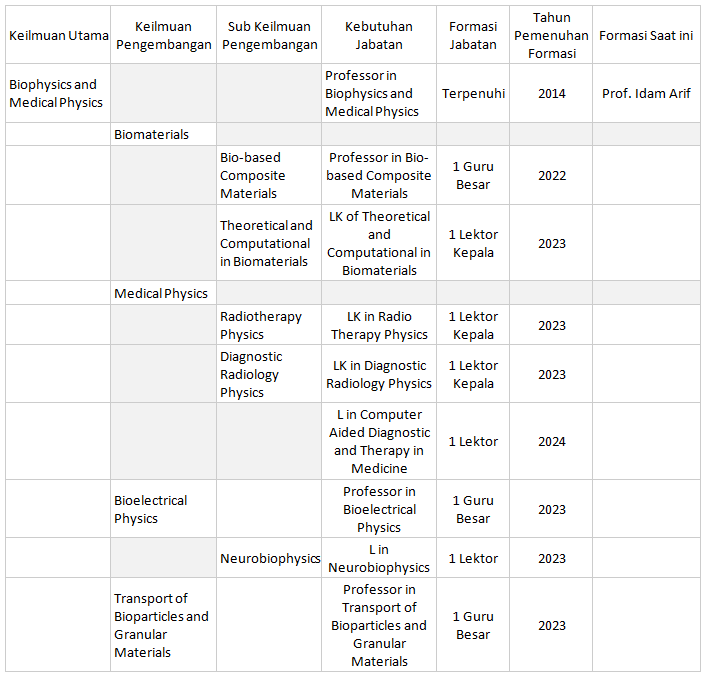 Keilmuan Utama
Keilmuan
Pengembangan
Sub Keilmuan
Pengembangan
Kebutuhan
Jabatan
Formasi
Jabatan
Tahun
Pemenuhan
Formasi
Formasi Saat ini
Biophysics and
Medical Physics
Professor in
Biophysics and
Medical Physics
Terpenuhi
2014
Prof. Idam Arif
Biomaterials
Bio-based
Composite
Materials
Professor in Bio-
based Composite
Materials
1 Guru
Besar
2022
Theoretical and
Computational
in Biomaterials
LK of Theoretical
and
Computational in
Biomaterials
1 Lektor
Kepala
2023
Medical Physics
Radiotherapy
Physics
LK in Radio
Therapy Physics
1 Lektor
Kepala
2023
Diagnostic
Radiology
Physics
LK in Diagnostic
Radiology Physics
1 Lektor
Kepala
2023
L in Computer
Aided Diagnostic
and Therapy in
Medicine
1 Lektor
2024
Bioelectrical
Physics
Professor in
Bioelectrical
Physics
1 Guru
Besar
2023
Neurobiophysics
L in
Neurobiophysics
1 Lektor
2023
Transport of
Bioparticles and
Granular
Materials
Professor in
Transport of
Bioparticles and
Granular
Materials
1 Guru
Besar
2023